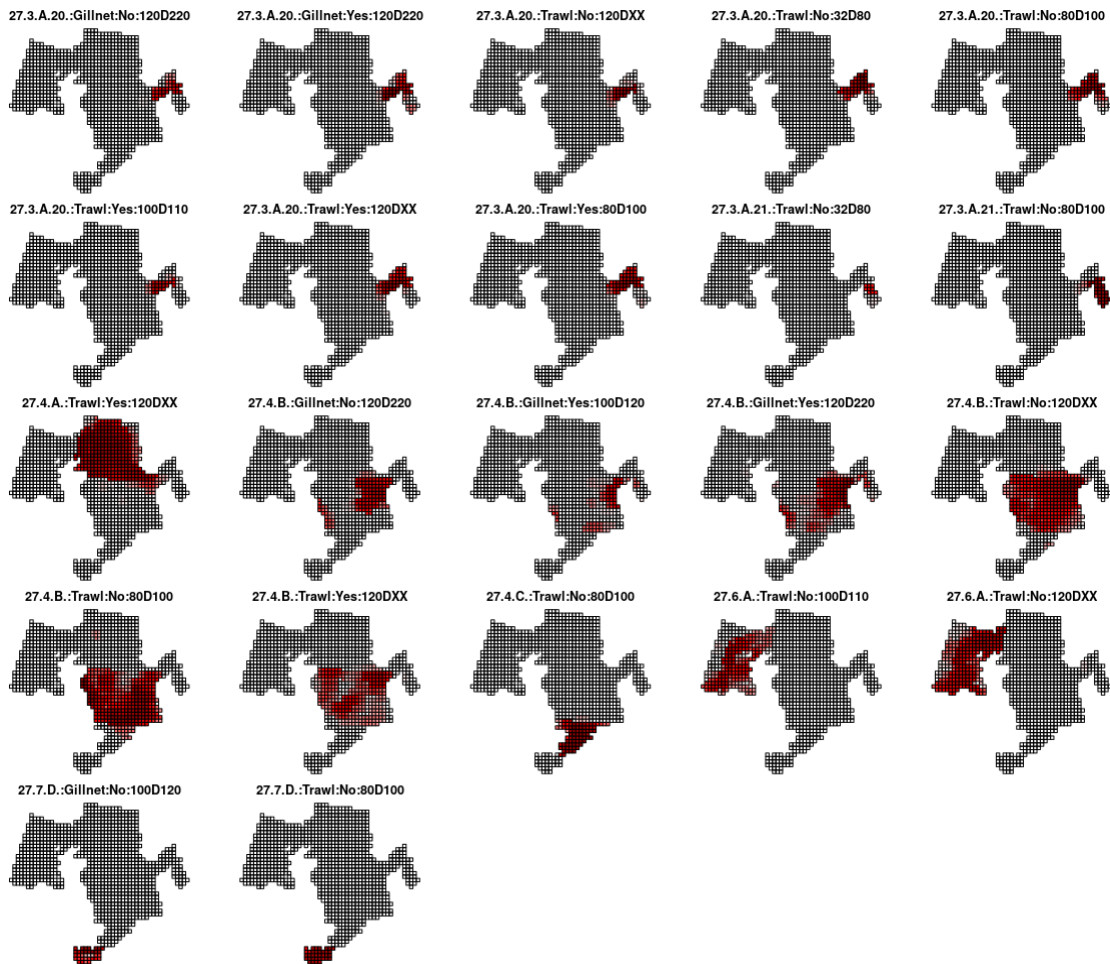 27.3.A.20.:Gillnet:No:120D220
27.3.A.20.:Gillnet:Yes:120D220
27.3.A.20.:Trawl:No:120DXX
27.3.A.20.:Trawl:No:32D80
27.3.A.20.:Trawl:No:80D100
27.3.A.20.:Trawl:Yes:100D110
27.3.A.20.:Trawl:Yes:120DXX
27.3.A.20.:Trawl:Yes:80D100
27.3.A.21.:Trawl:No:32D80
27.3.A.21.:Trawl:No:80D100
27.4.A.:Trawl:Yes:120DXX
27.4.B.:Gillnet:No:120D220
27.4.B.:Gillnet:Yes:100D120
27.4.B.:Gillnet:Yes:120D220
27.4.B.:Trawl:No:120DXX
27.4.B.:Trawl:No:80D100
27.4.B.:Trawl:Yes:120DXX
27.4.C.:Trawl:No:80D100
27.6.A.:Trawl:No:100D110
27.6.A.:Trawl:No:120DXX
27.7.D.:Gillnet:No:100D120
27.7.D.:Trawl:No:80D100